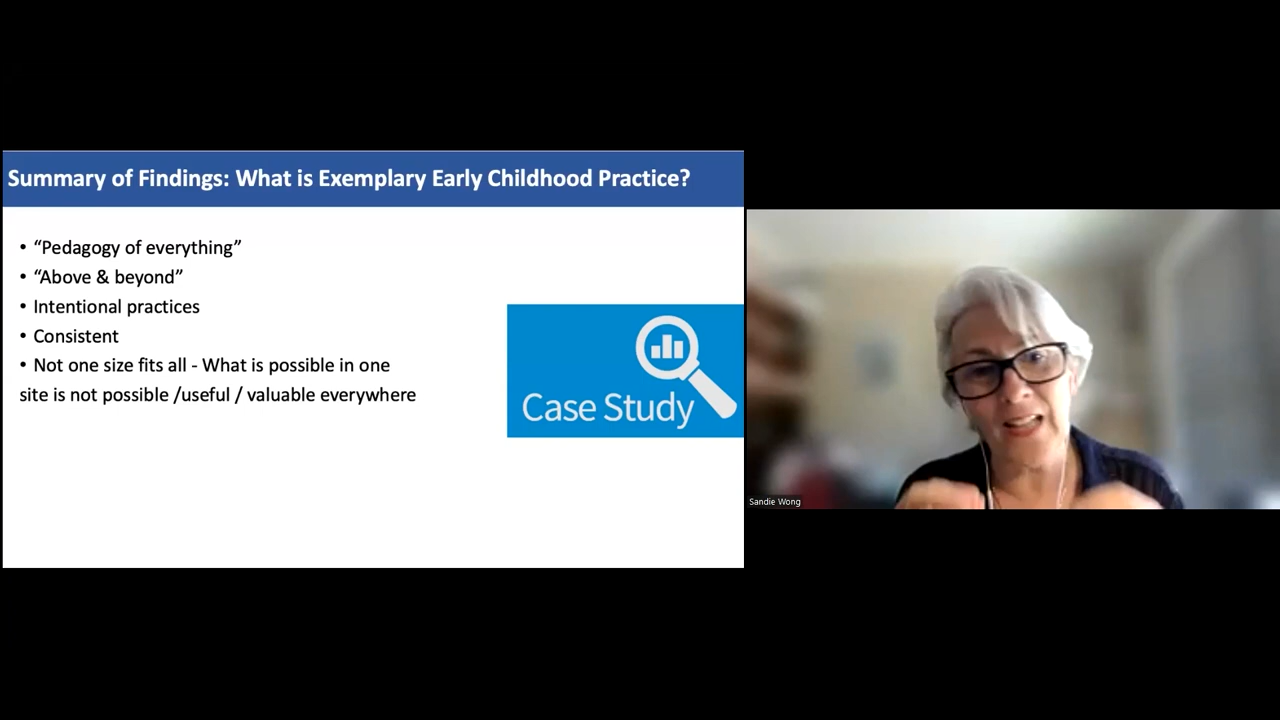 Summary of Findings: What is Exemplary Early Childhood Practice?
• “Pedagogy of everything”
• “Above & beyond”
• Intentional practices
• Consistent
• Not one size fits all - What is possible in one
site is not possible /useful / valuable everywhere
Case Study
Sandie Wong